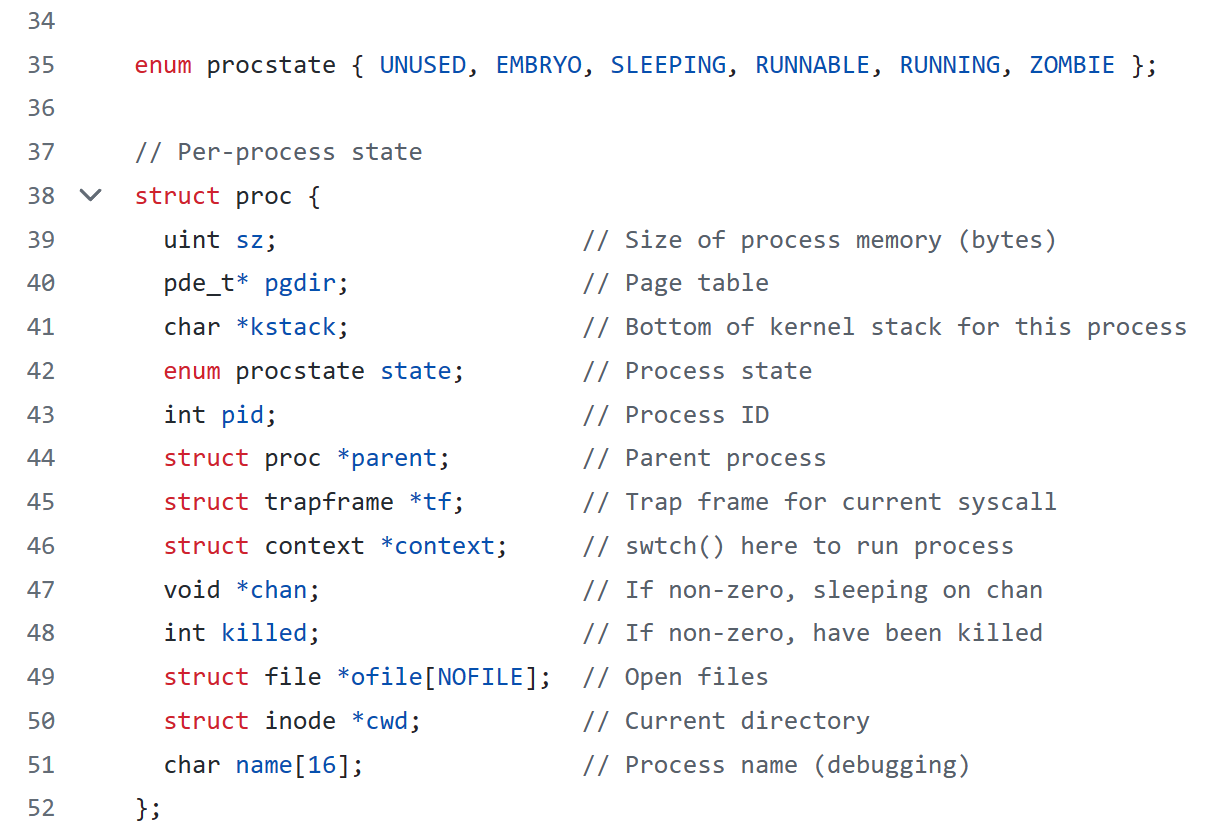 34
35 enum procstate { UNUSED, EMBRYO, SLEEPING, RUNNABLE, RUNNING, ZOMBIE };
36
37 // Per-process state
38 struct proc {
39   uint sz;                     // Size of process memory (bytes)
40   pde_t* pgdir;                // Page table
41   char *kstack;                // Bottom of kernel stack for this process
42   enum procstate state;        // Process state
43   int pid;                     // Process ID
44   struct proc *parent;         // Parent process
45   struct trapframe *tf;        // Trap frame for current syscall
46   struct context *context;     // swtch() here to run process
47   void *chan;                  // If non-zero, sleeping on chan
48   int killed;                  // If non-zero, have been killed
49   struct file *ofile[NOFILE];  // Open files
50   struct inode *cwd;           // Current directory
51   char name[16];               // Process name (debugging)
52 };